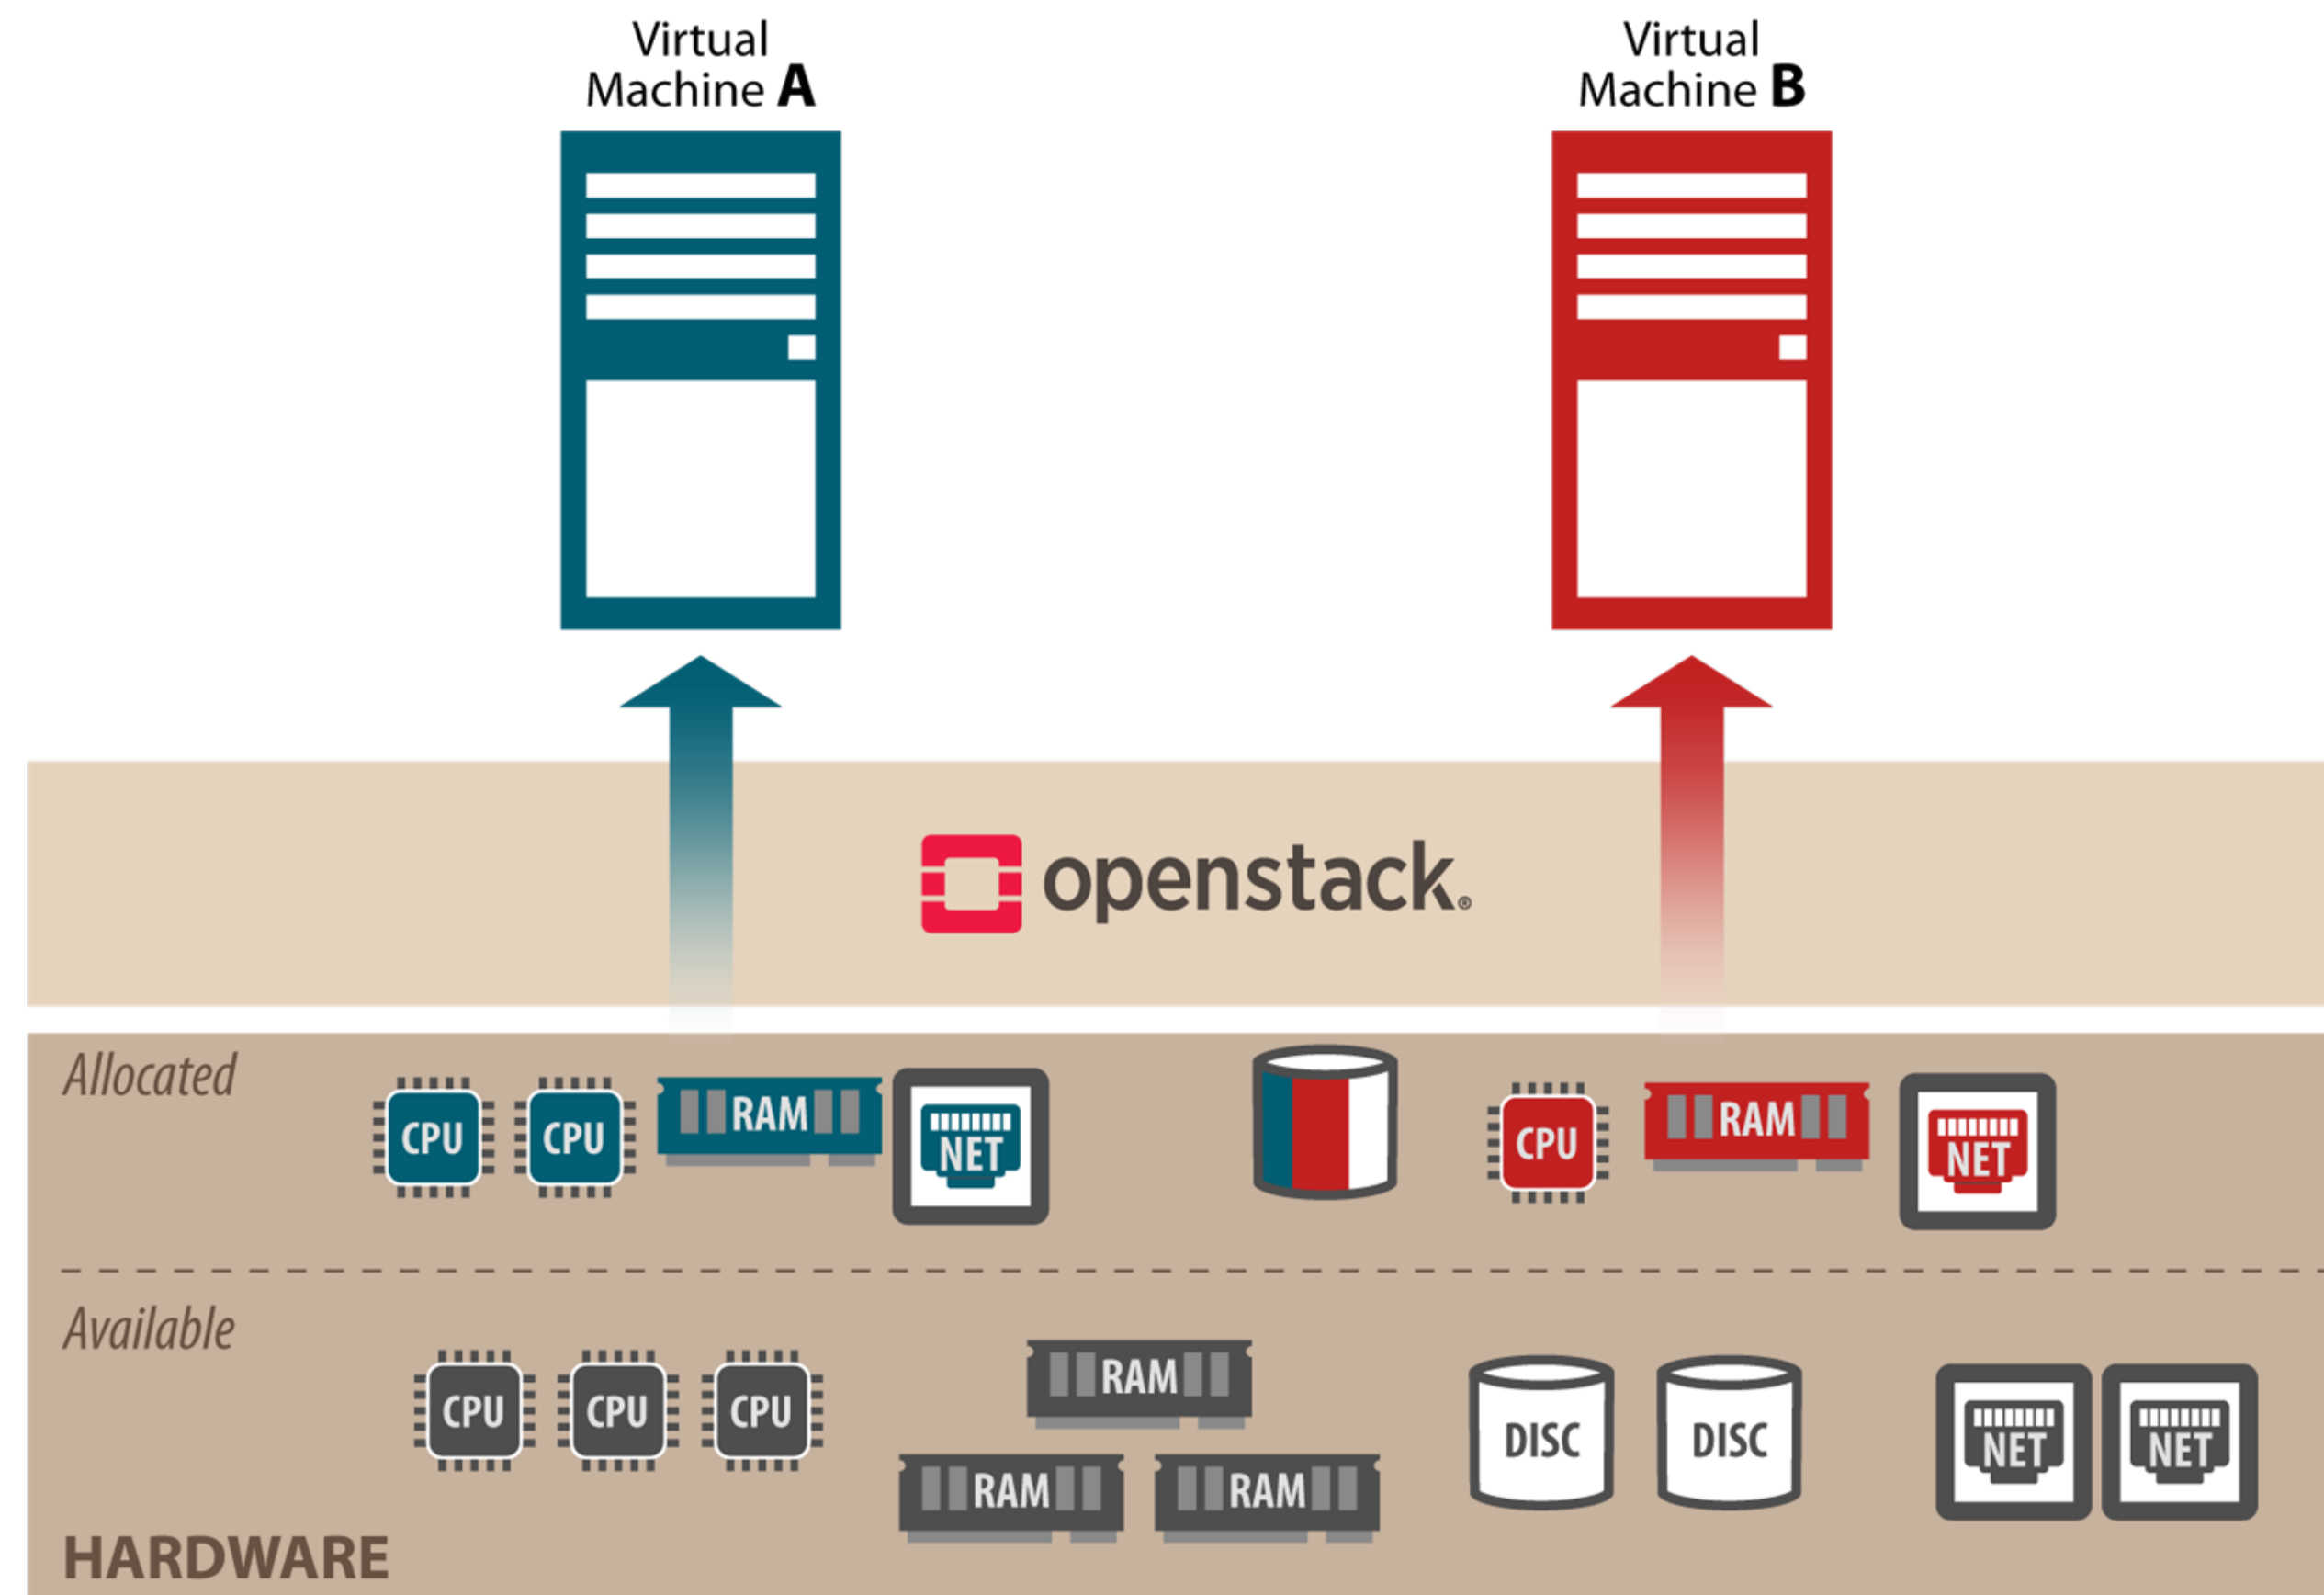 Virtual
Machine A
Virtual
Machine B
openstack®
Allocated
CPU CPU RAM NET CPU RAM NET
Available
CPU CPU CPU RAM DISC DISC NET NET
RAM RAM
HARDWARE